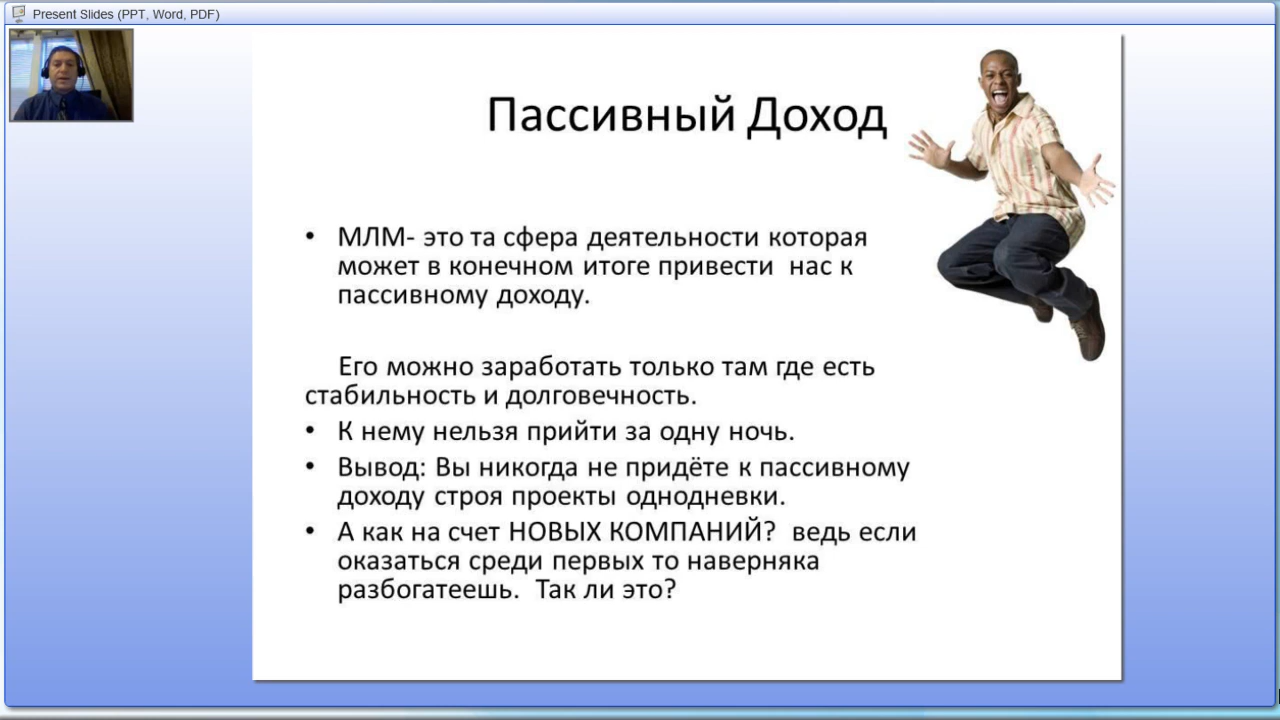 Present Slides (PPT, Word, PDF)
Пассивный Доход
• МЛМ- это та сфера деятельности которая
может в конечном итоге привести  нас к
пассивному доходу.
Его можно заработать только там где есть
стабильность и долговечность.
• К нему нельзя прийти за одну ночь.
• Вывод: Вы никогда не придёте к пассивному
доходу строя проекты однодневки.
• А как на счет НОВЫХ КОМПАНИЙ?  ведь если
оказаться среди первых то наверняка
разбогатеешь.  Так ли это?